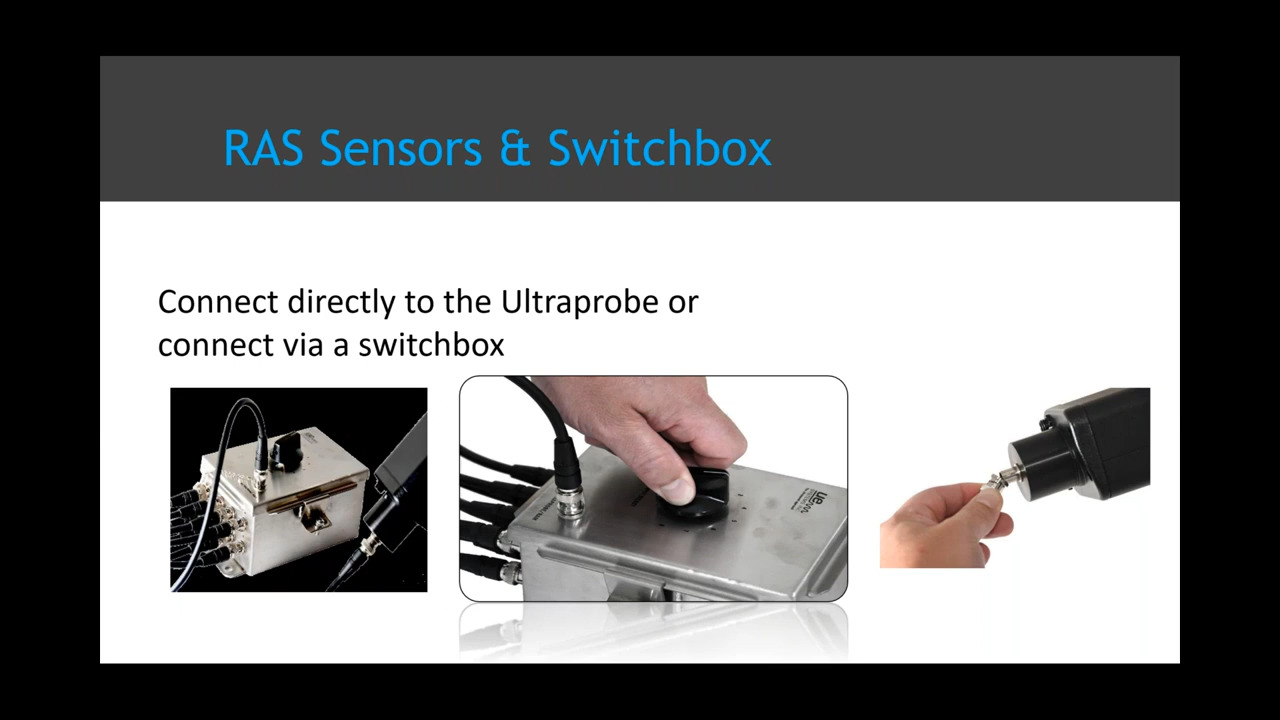 RAS Sensors & Switchbox
Connect directly to the Ultraprobe or
connect via a switchbox